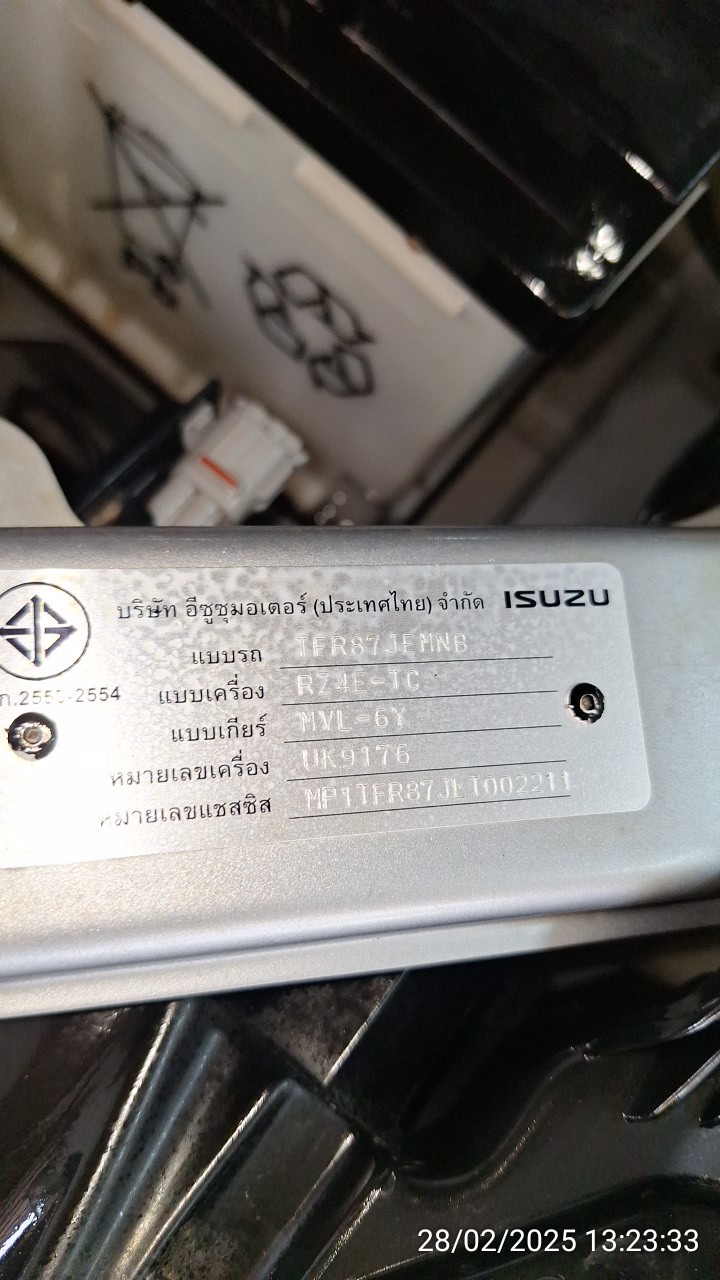 บริษัท อีซูซุมอเตอร์ (ประเทศไทย) จำกัด ISUZU
แบบรถ TFR87JEMNB
แบบเครื่อง RZ4E-TC
แบบเกียร์ MVL-6Y
หมายเลขเครื่อง UK9176
หมายเลขแชสซิส
28/02/2025 13:23:33